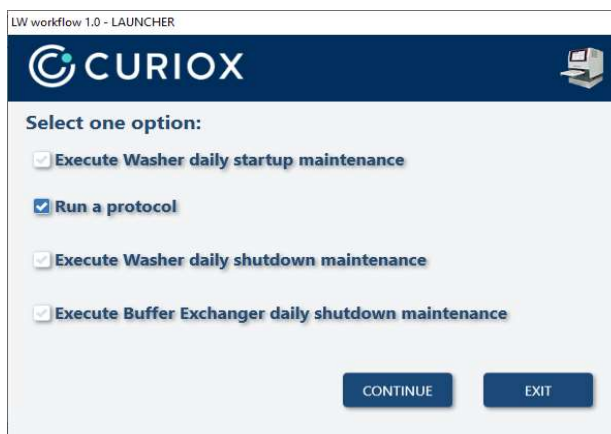 LW workflow 1.0 - LAUNCHER
CURIOX
Select one option:
Execute Washer daily startup maintenance
Run a protocol
Execute Washer daily shutdown maintenance
Execute Buffer Exchanger daily shutdown maintenance
CONTINUE EXIT